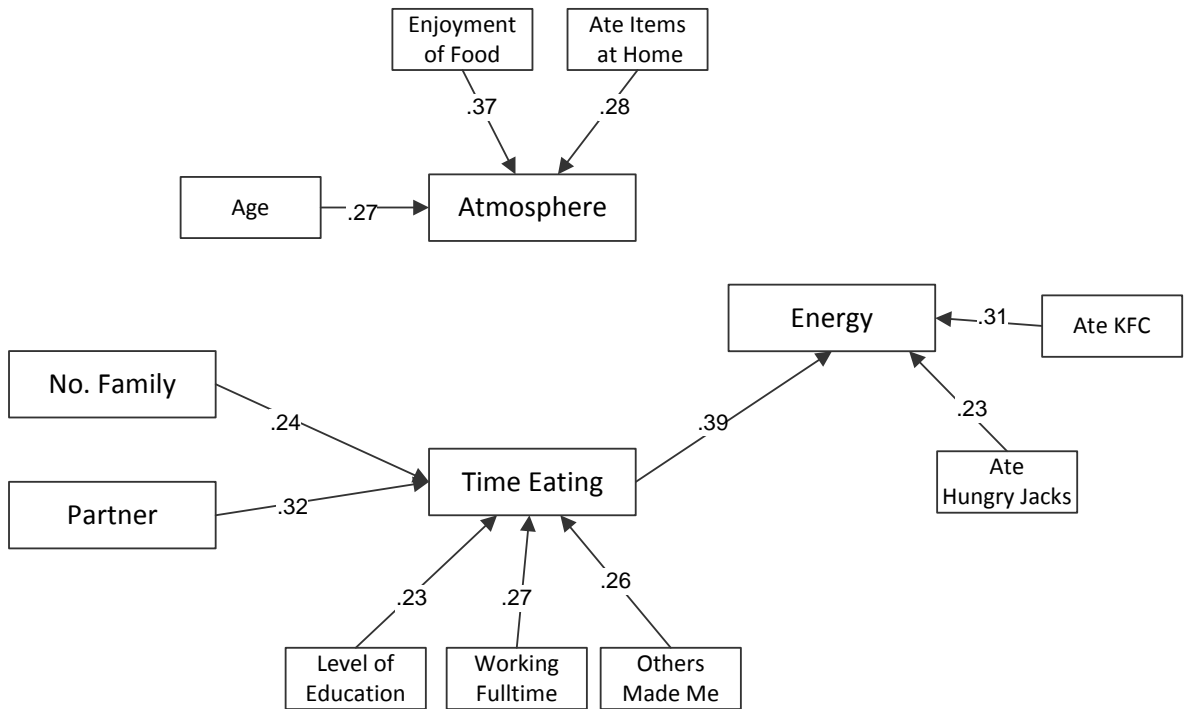 Enjoyment
of Food
Ate Items
at Home
.37
.28
Age
.27
Atmosphere
Energy
.31
Ate KFC
No. Family
.24
.39
.23
Time Eating
Ate
Hungry Jacks
Partner
.32
.23
.27
.26
Level of
Education
Working
Fulltime
Others
Made Me